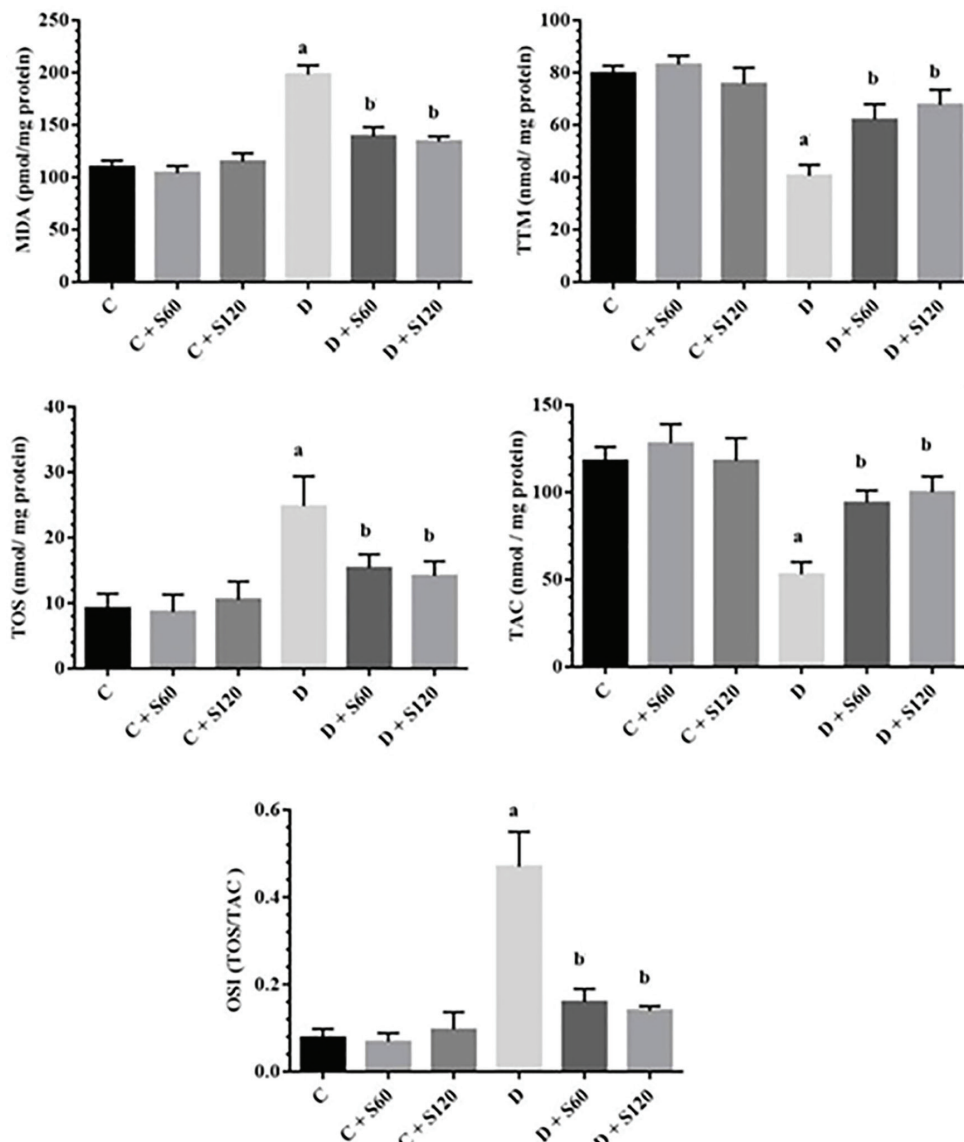 MDA (pmol/mg protein)
250
200
150
100
50
0
a
b
b
C
C + S60
C + S120
D
D + S60
D + S120
TTM (nmol/ mg protein)
100
80
60
40
20
0
a
b
b
C
C + S60
C + S120
D
D + S60
D + S120
TOS (nmol/ mg protein)
40
30
20
10
0
a
b
b
C
C + S60
C + S120
D
D + S60
D + S120
TAC (nmol / mg protein)
150
100
50
0
a
b
b
C
C + S60
C + S120
D
D + S60
D + S120
OSI (TOS/TAC )
0.6
0.4
0.2
0.0
a
b
b
C
C + S60
C + S120
D
D + S60
D + S120